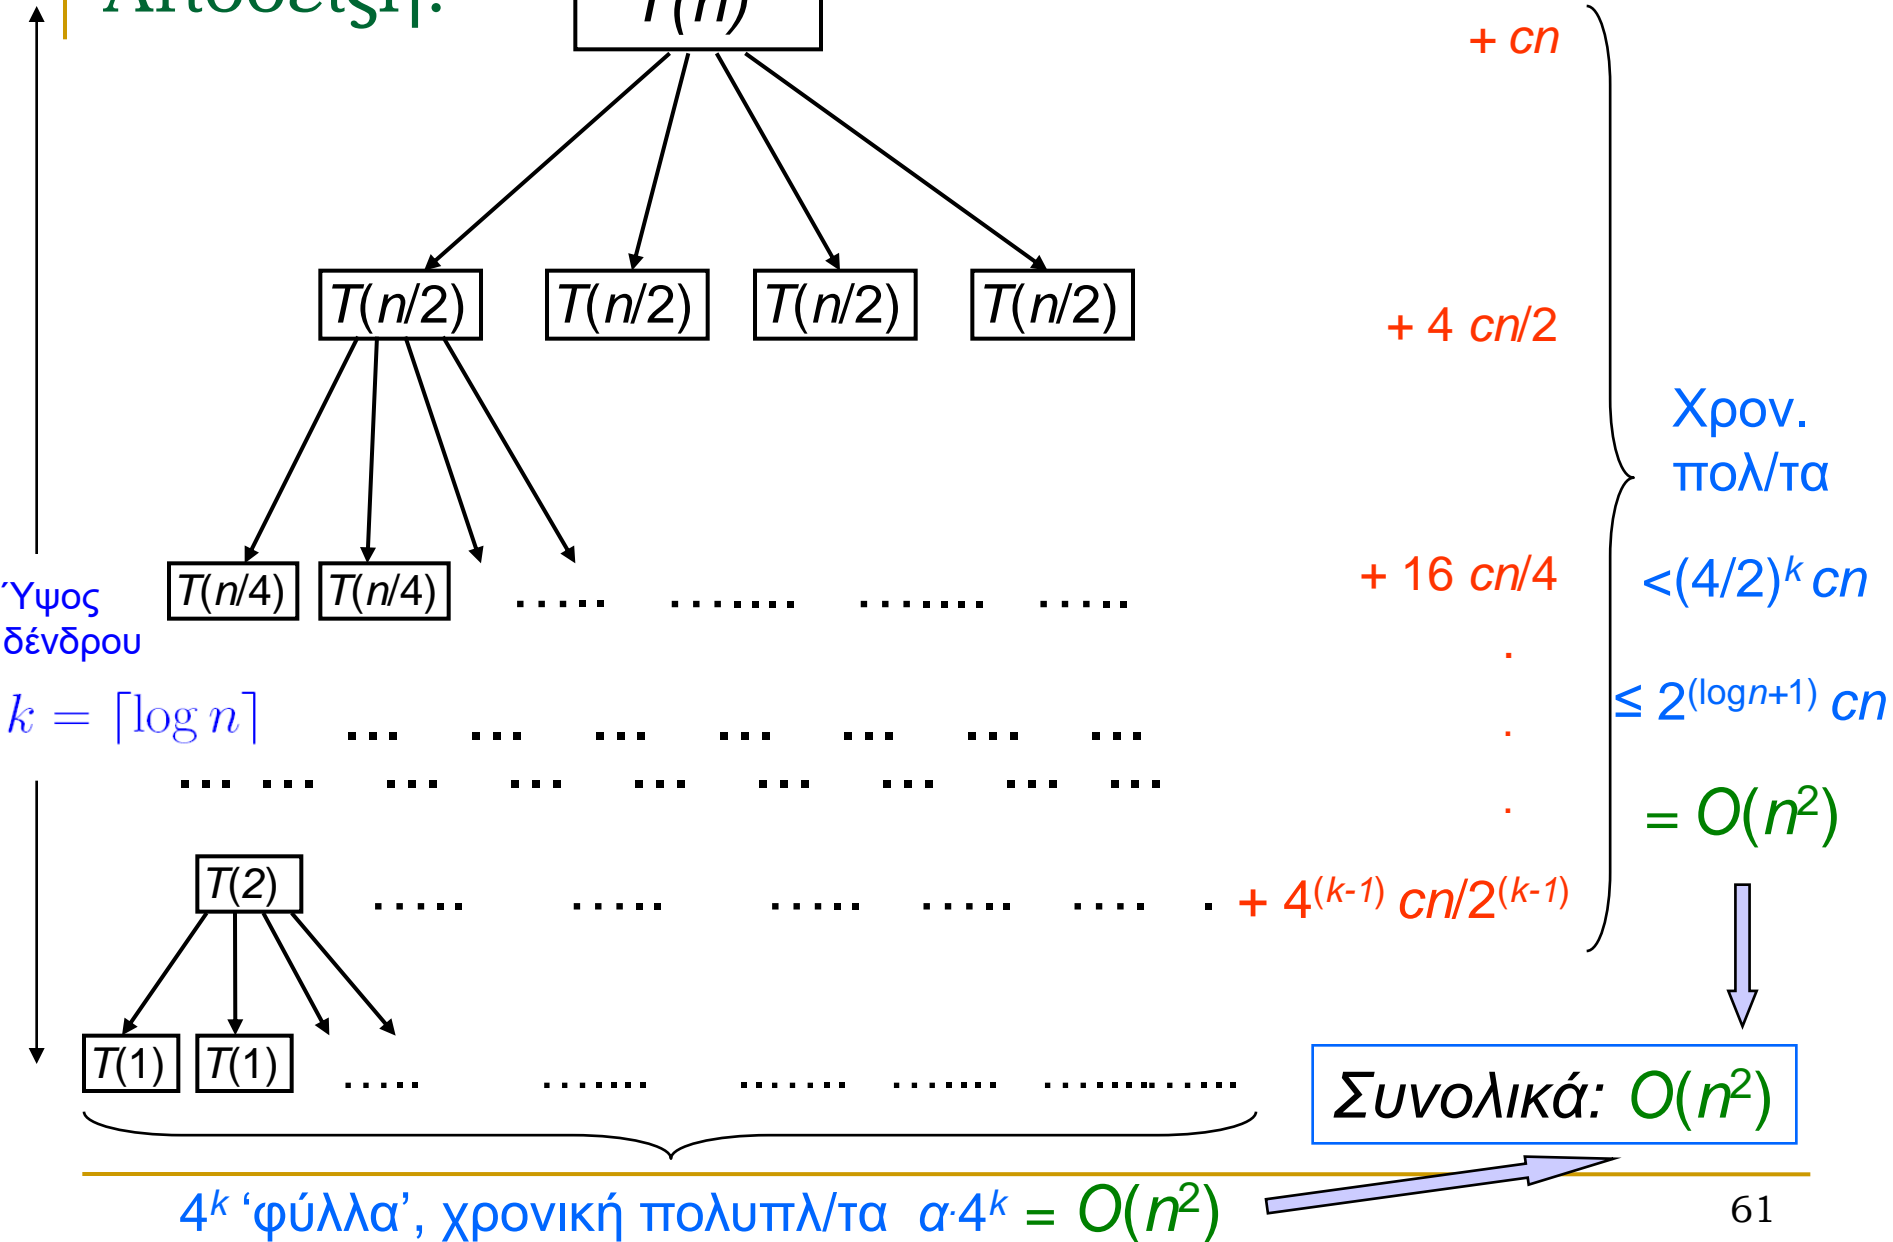 Απόδειξη:
T(n)
+ cn
T(n/2) T(n/2) T(n/2) T(n/2)
+ 4 cn/2
Χρον.
πολ/τα
T(n/4) T(n/4) ..... ....... ....... .....
+ 16 cn/4
<(4/2)^k cn
Ύψος
δένδρου
k = ⌈log n⌉
≤ 2^(logn+1) cn
= O(n²)
T(2)
+ 4^(k-1) cn/2^(k-1)
T(1) T(1)
Συνολικά: O(n²)
4^k ‘φύλλα’, χρονική πολυπλ/τα α·4^k = O(n²)
61